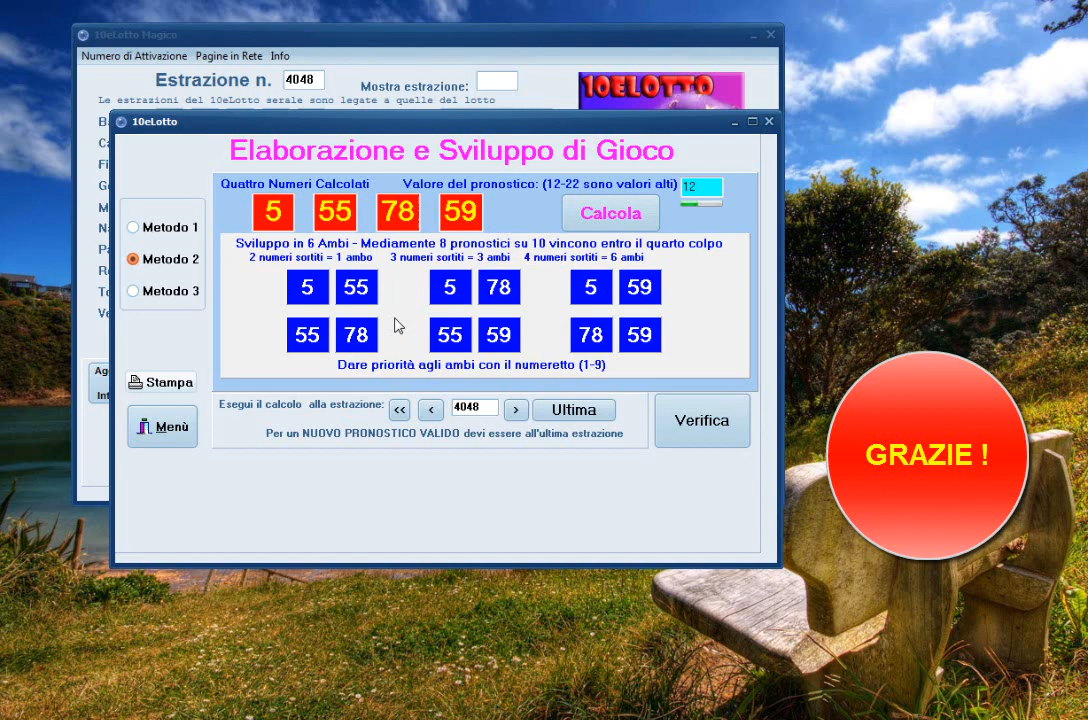 10eLotto Magico
Numero di Attivazione Pagine in Rete Info
Estrazione n. 4048 Mostra estrazione:
10ELOTTO
Le estrazioni del 10eLotto serale sono legate a quelle del lotto
10eLotto
Elaborazione e Sviluppo di Gioco
Quattro Numeri Calcolati Valore del pronostico: (12-22 sono valori alti) 12
5 55 78 59 Calcola
Sviluppo in 6 Ambi - Mediamente 8 pronostici su 10 vincono entro il quarto colpo
2 numeri sortiti = 1 ambo 3 numeri sortiti = 3 ambi 4 numeri sortiti = 6 ambi
5 55 5 78 5 59
55 78 55 59 78 59
Dare priorità agli ambi con il numeretto (1-9)
Metodo 1
Metodo 2
Metodo 3
Stampa
Menù
Esegui il calcolo alla estrazione: << < 4048 > Ultima
Per un NUOVO PRONOSTICO VALIDO devi essere all'ultima estrazione
Verifica
GRAZIE !